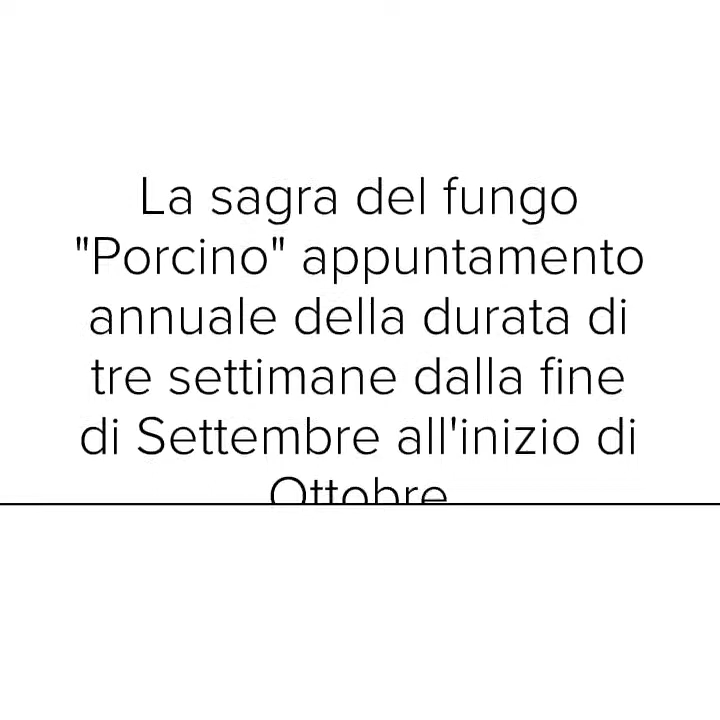 La sagra del fungo
"Porcino" appuntamento
annuale della durata di
tre settimane dalla fine
di Settembre all'inizio di
Ottobre